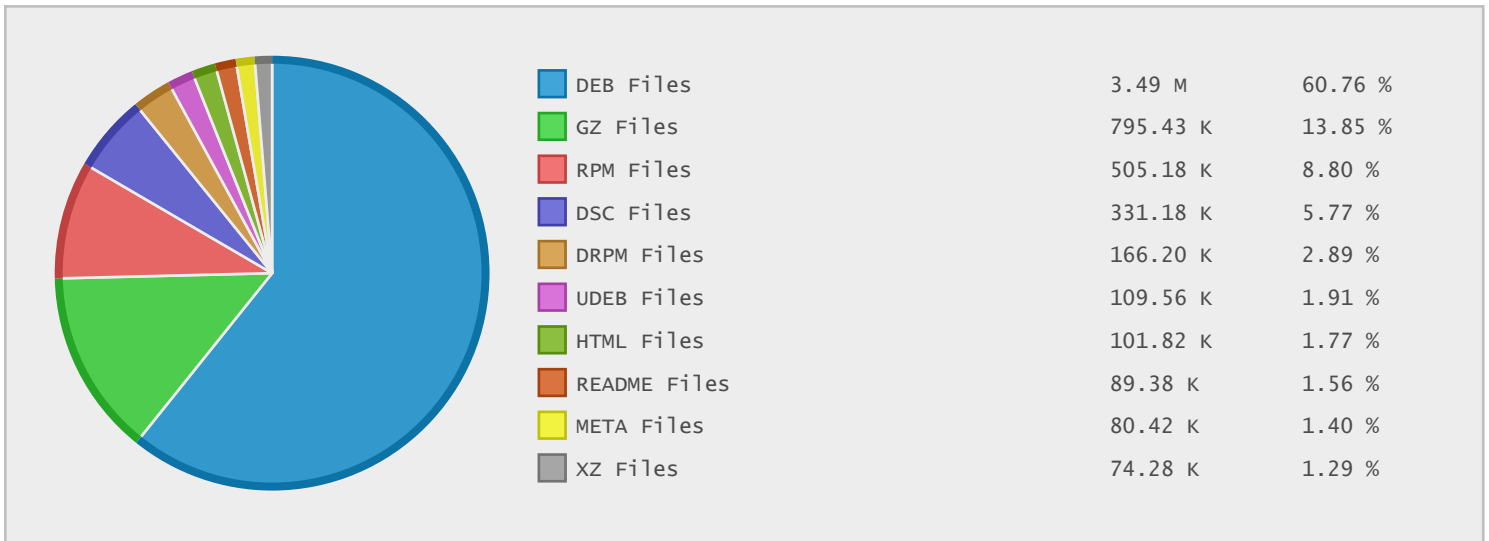 DEB Files 3.49 M 60.76 %
GZ Files 795.43 K 13.85 %
RPM Files 505.18 K 8.80 %
DSC Files 331.18 K 5.77 %
DRPM Files 166.20 K 2.89 %
UDEB Files 109.56 K 1.91 %
HTML Files 101.82 K 1.77 %
README Files 89.38 K 1.56 %
META Files 80.42 K 1.40 %
XZ Files 74.28 K 1.29 %